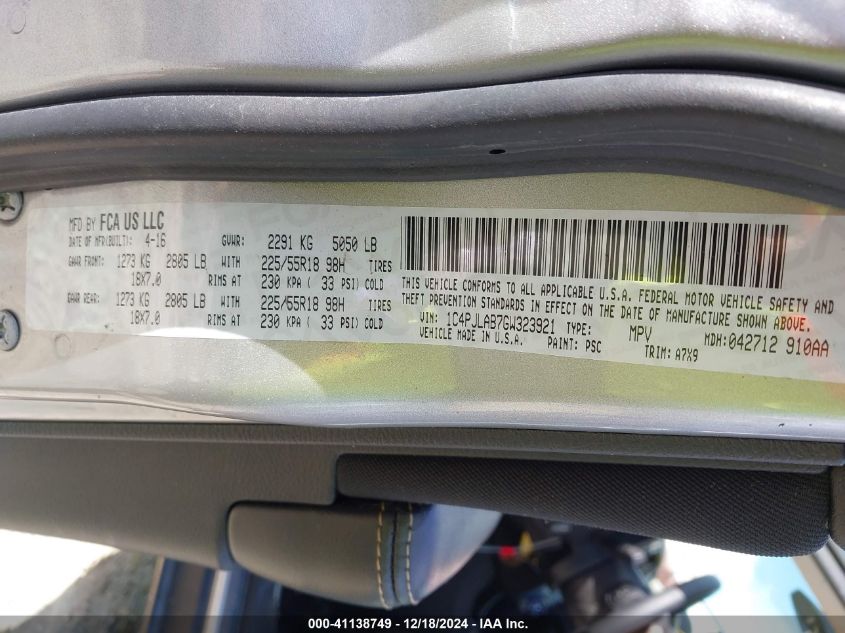 MFD BY FCA US LLC
DATE OF MFR(BUILT): 4-16 GVWR: 2291 KG 5050 LB
GAWR FRONT: 1273 KG 2805 LB WITH 225/55R18 98H TIRES
18X7.0 RIMS AT 230 KPA ( 33 PSI) COLD
GAWR REAR: 1273 KG 2805 LB WITH 225/55R18 98H TIRES
18X7.0 RIMS AT 230 KPA ( 33 PSI) COLD
THIS VEHICLE CONFORMS TO ALL APPLICABLE U.S.A. FEDERAL MOTOR VEHICLE SAFETY AND
THEFT PREVENTION STANDARDS IN EFFECT ON THE DATE OF MANUFACTURE SHOWN ABOVE.
VIN: 1C4PJLAB7GW323921 TYPE: MPV MDH:042712 910AA
VEHICLE MADE IN U.S.A. PAINT: PSC TRIM: A7X9
000-41138749 - 12/18/2024 - IAA Inc.